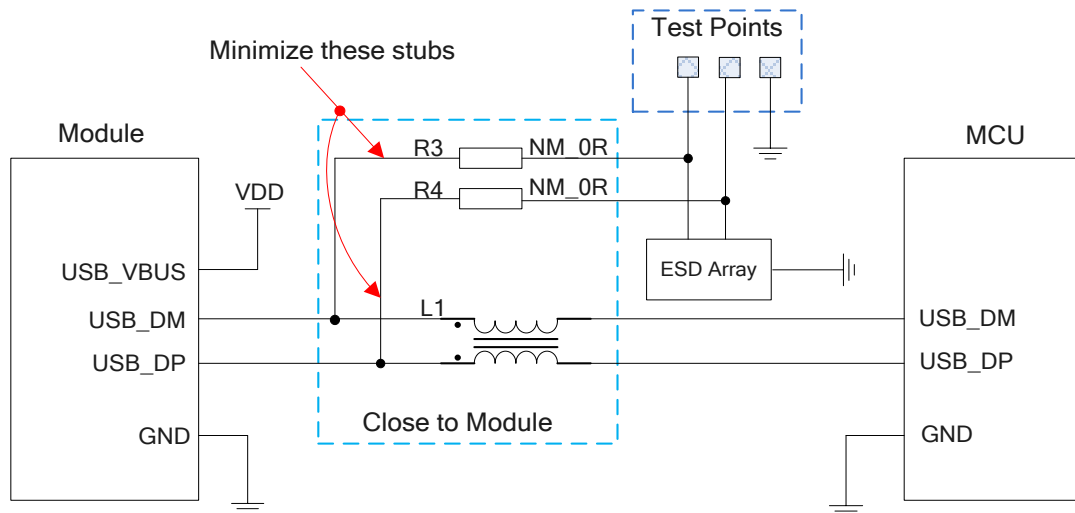 Test Points
Minimize these stubs
Module
MCU
R3
NM_0R
R4
NM_0R
VDD
ESD Array
USB_VBUS
L1
USB_DM
USB_DM
USB_DP
USB_DP
Close to Module
GND
GND